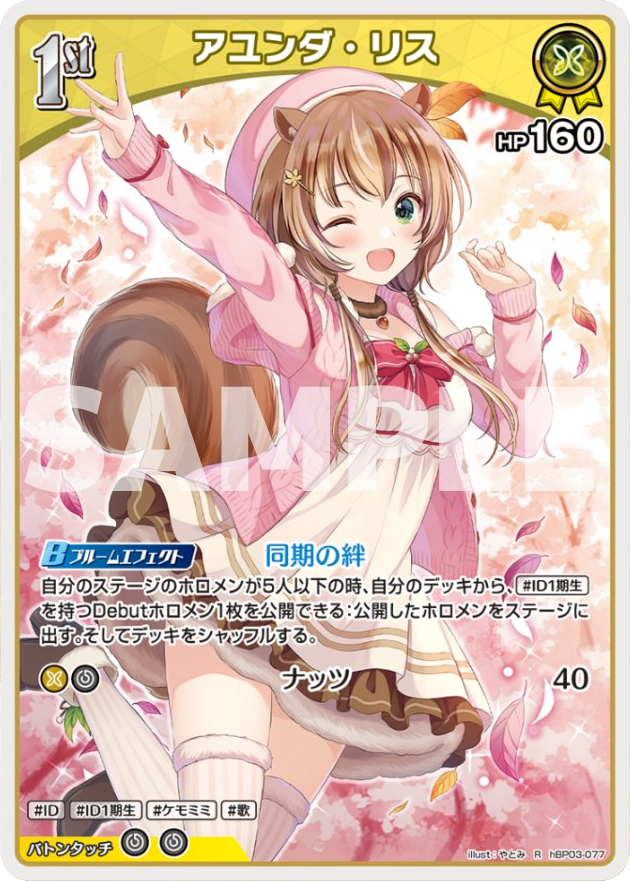 1st
アユンダ・リス
HP160
SAMPLE
Bブルームエフェクト 同期の絆
自分のステージのホロメンが5人以下の時、自分のデッキから、#ID1期生
を持つDebutホロメン1枚を公開できる:公開したホロメンをステージに
出す。そしてデッキをシャッフルする。
ナッツ 40
#ID #ID1期生 #ケモミミ #歌
バトンタッチ
illust:やとみ R hBP03-077